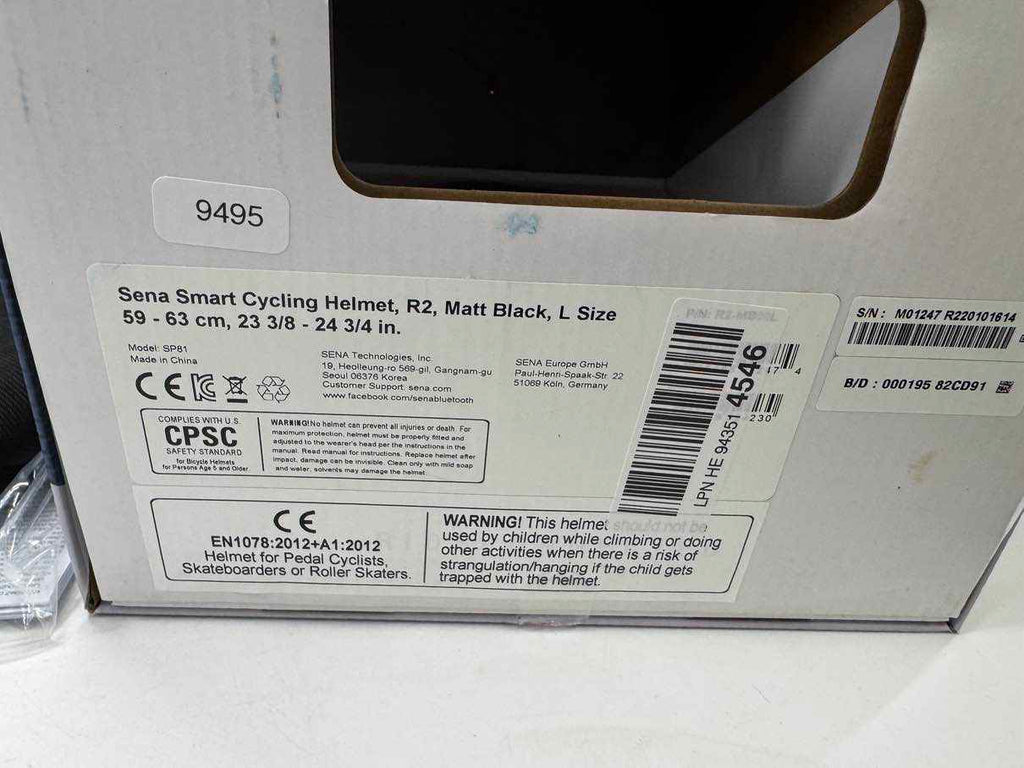 9495
Sena Smart Cycling Helmet, R2, Matt Black, L Size
59 - 63 cm, 23 3/8 - 24 3/4 in.
Model: SP81
Made in China
SENA Technologies, Inc
19, Heolleung-ro 569-gil, Gangnam-gu
Seoul 06376 Korea
Customer Support: sena.com
www.facebook.com/senabluetooth
SENA Europe GmbH
Paul-Henri-Spaak-Str. 22
51069 Köln, Germany
CE
COMPLIES WITH U.S.
CPSC
SAFETY STANDARD
for Bicycle Helmets
for Persons Age 5 and Older
WARNING! No helmet can prevent all injuries or death. For
maximum protection, helmet must be properly fitted and
adjusted to the wearer's head per the instructions in the
manual. Read manual for instructions. Replace helmet after
impact, damage can be invisible. Clean only with mild soap
and water, solvents may damage the helmet.
CE
EN1078:2012+A1:2012
Helmet for Pedal Cyclists,
Skateboarders or Roller Skaters.
WARNING! This helmet should not be
used by children while climbing or doing
other activities when there is a risk of
strangulation/hanging if the child gets
trapped with the helmet.
LPN HE 94351 4546
17 4
230
S/N : M01247 R220101614
B/D : 000195 82CD91